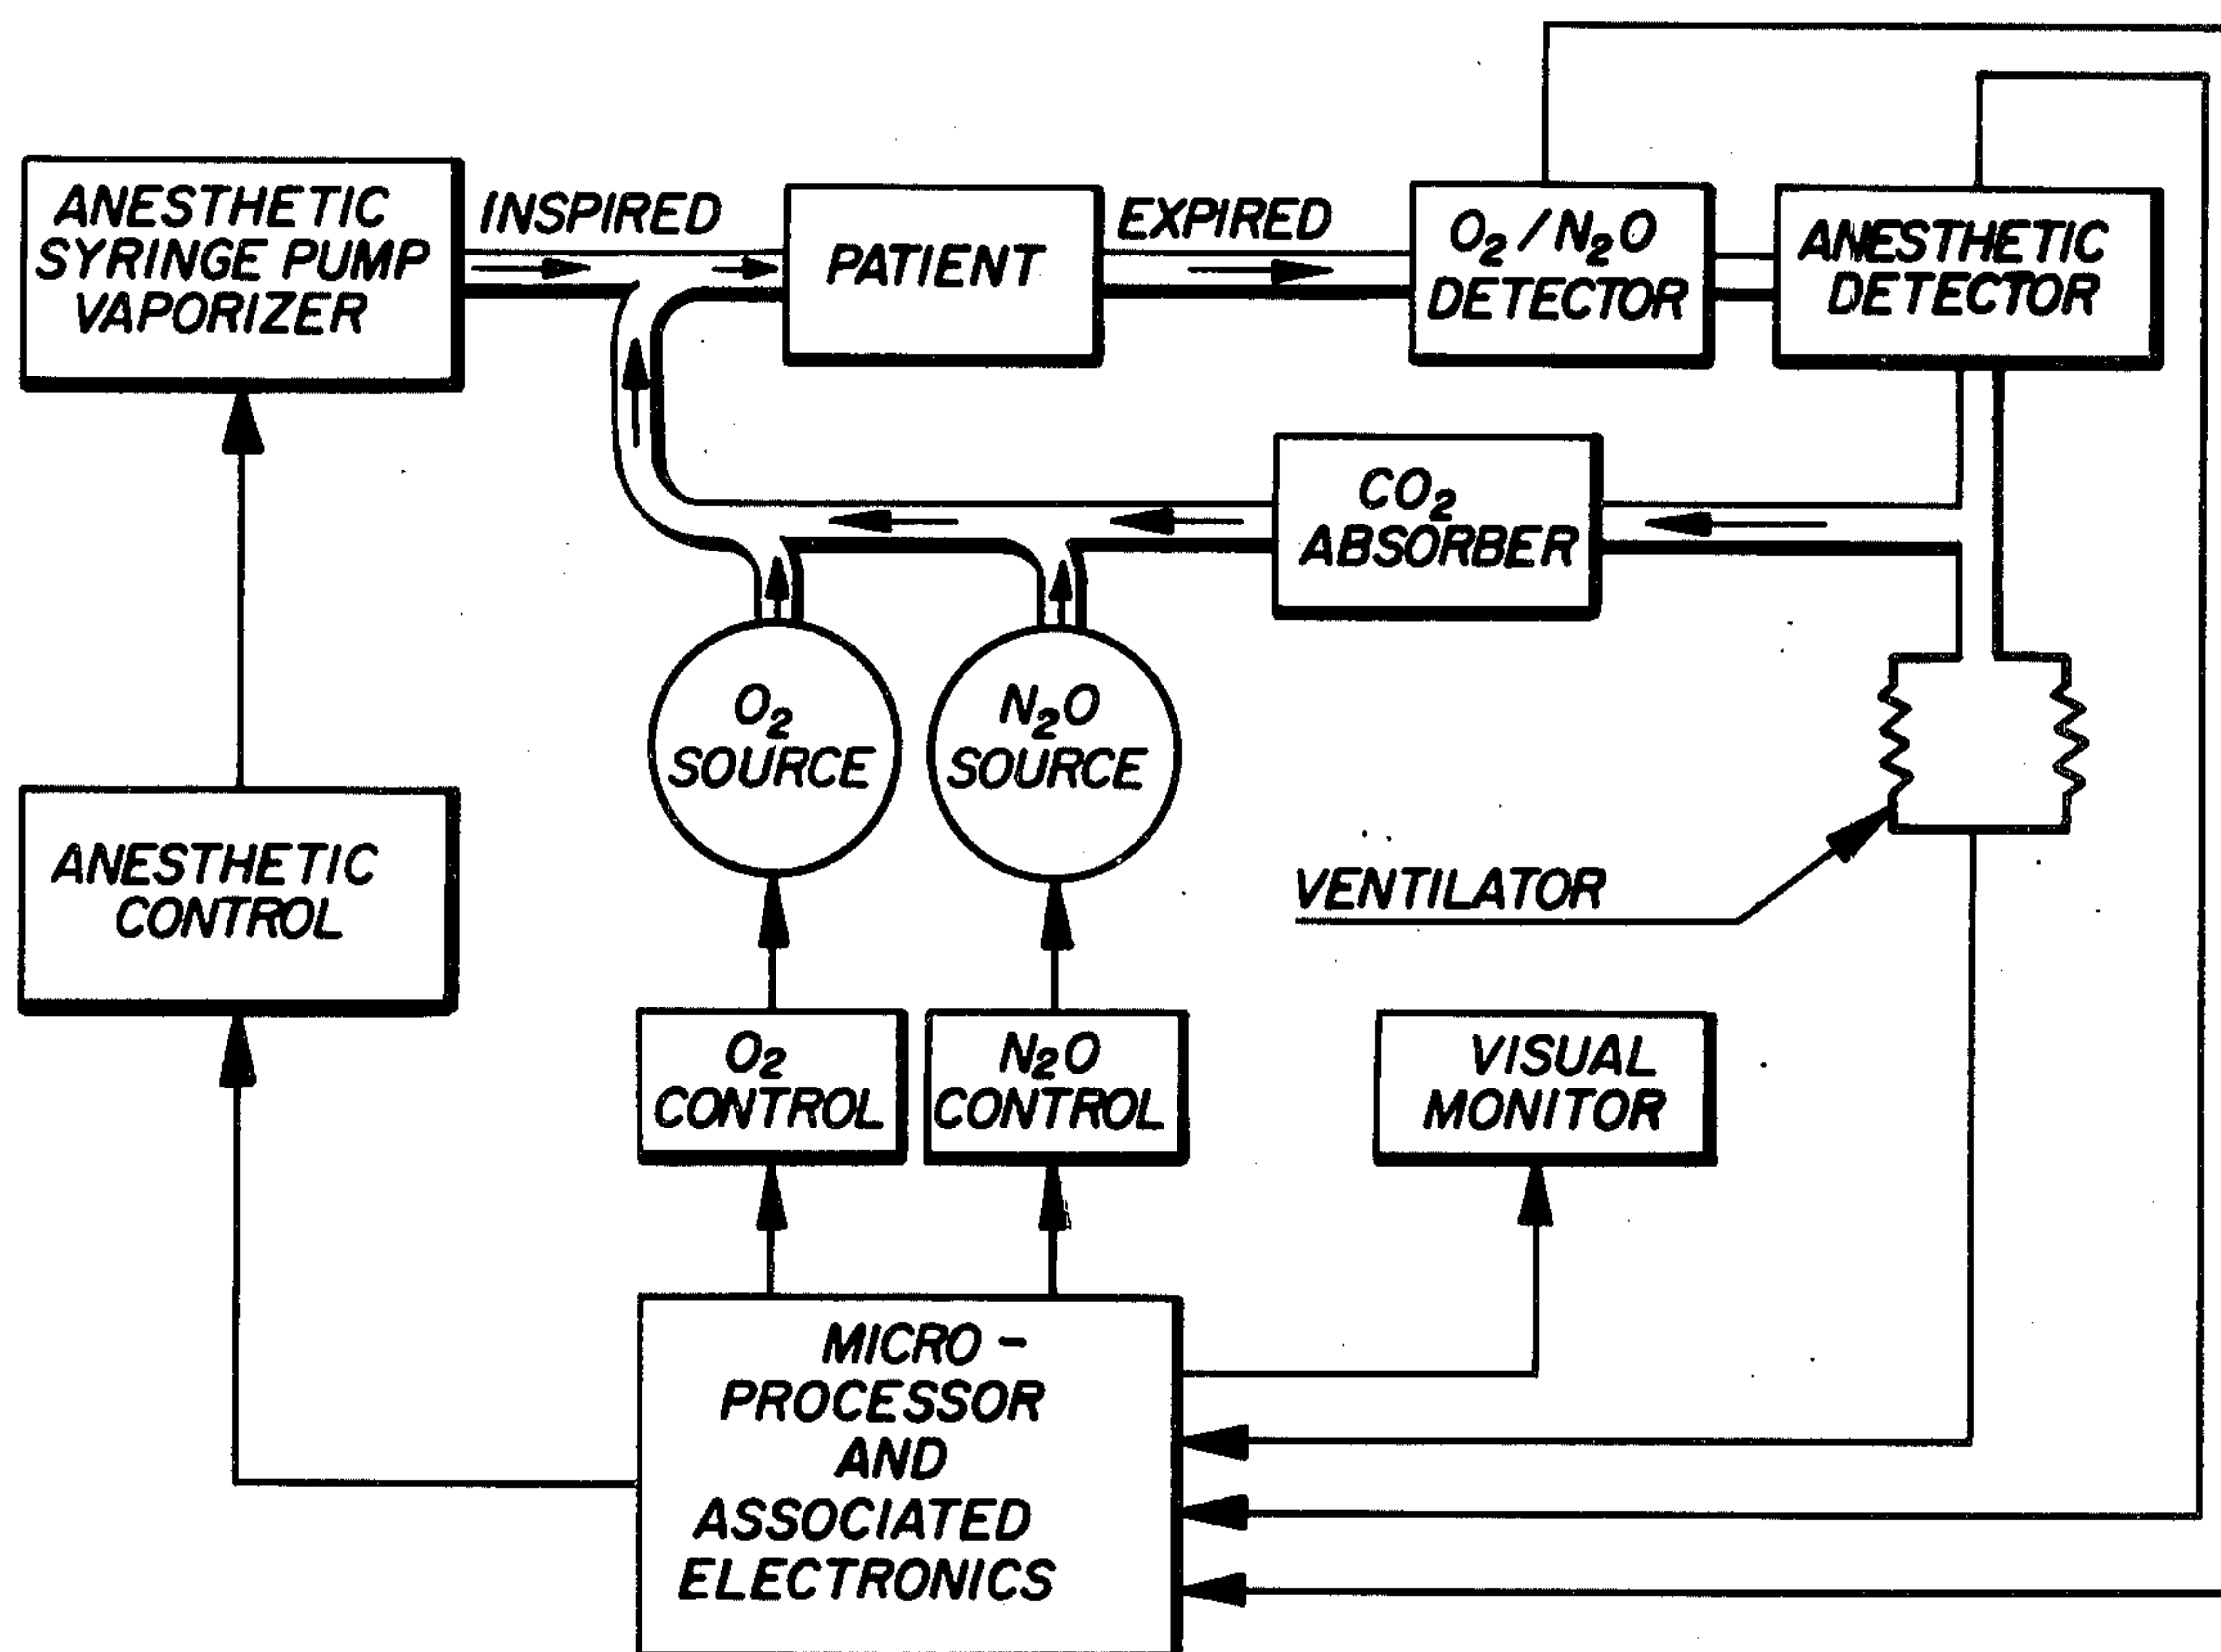 ANESTHETIC
SYRINGE PUMP
VAPORIZER
INSPIRED
PATIENT
EXPIRED
O₂/N₂O
DETECTOR
ANESTHETIC
DETECTOR
CO₂
ABSORBER
O₂
SOURCE
N₂O
SOURCE
ANESTHETIC
CONTROL
VENTILATOR
O₂
CONTROL
N₂O
CONTROL
VISUAL
MONITOR
MICRO-
PROCESSOR
AND
ASSOCIATED
ELECTRONICS